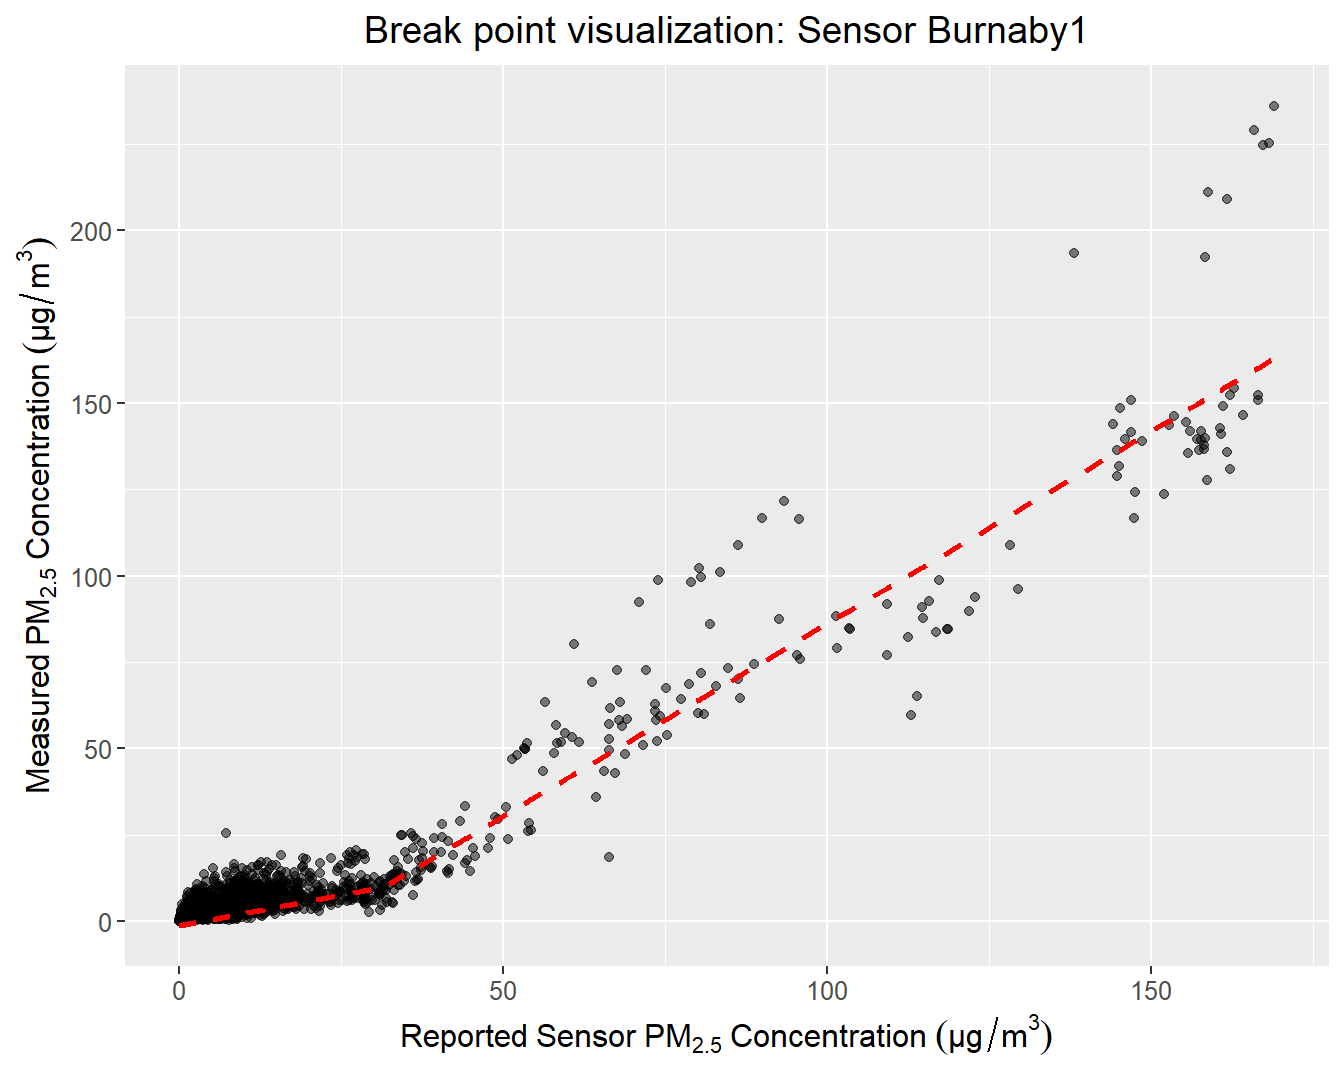 Break point visualization: Sensor Burnaby1
Measured PM2.5 Concentration (μg/m3)
200
150
100
50
0
0 50 100 150
Reported Sensor PM2.5 Concentration (μg/m3)